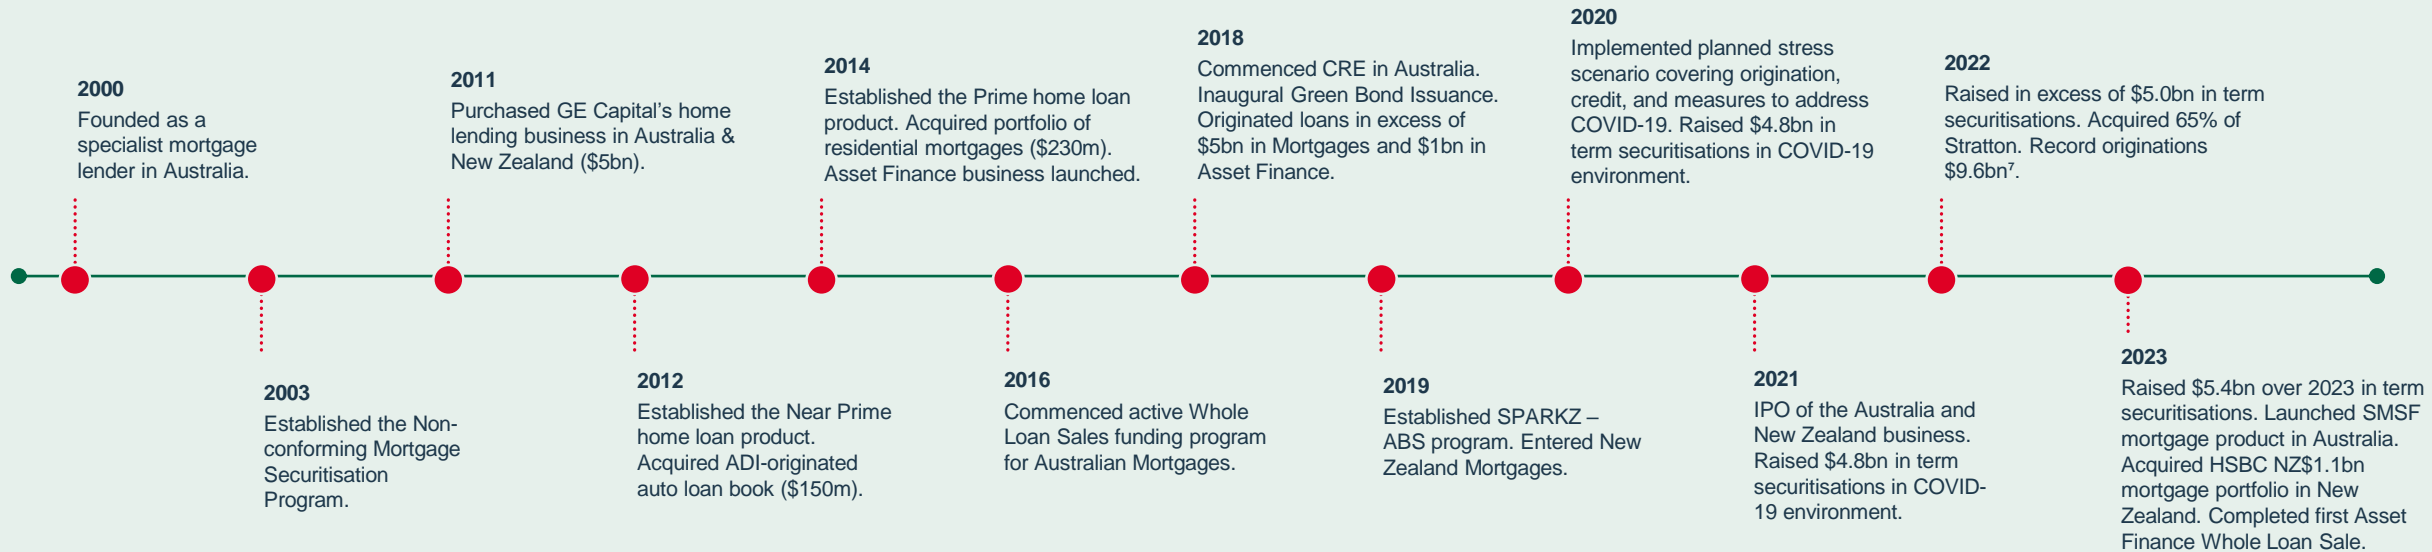 2000
Founded as a
specialist mortgage
lender in Australia.
2003
Established the Non-
conforming Mortgage
Securitisation
Program.
2011
Purchased GE Capital’s home
lending business in Australia &
New Zealand ($5bn).
2012
Established the Near Prime
home loan product.
Acquired ADI-originated
auto loan book ($150m).
2014
Established the Prime home loan
product. Acquired portfolio of
residential mortgages ($230m).
Asset Finance business launched.
2016
Commenced active Whole
Loan Sales funding program
for Australian Mortgages.
2018
Commenced CRE in Australia.
Inaugural Green Bond Issuance.
Originated loans in excess of
$5bn in Mortgages and $1bn in
Asset Finance.
2019
Established SPARKZ –
ABS program. Entered New
Zealand Mortgages.
2020
Implemented planned stress
scenario covering origination,
credit, and measures to address
COVID-19. Raised $4.8bn in
term securitisations in COVID-19
environment.
2021
IPO of the Australia and
New Zealand business.
Raised $4.8bn in term
securitisations in COVID-
19 environment.
2022
Raised in excess of $5.0bn in term
securitisations. Acquired 65% of
Stratton. Record originations
$9.6bn⁷.
2023
Raised $5.4bn over 2023 in term
securitisations. Launched SMSF
mortgage product in Australia.
Acquired HSBC NZ$1.1bn
mortgage portfolio in New
Zealand. Completed first Asset
Finance Whole Loan Sale.